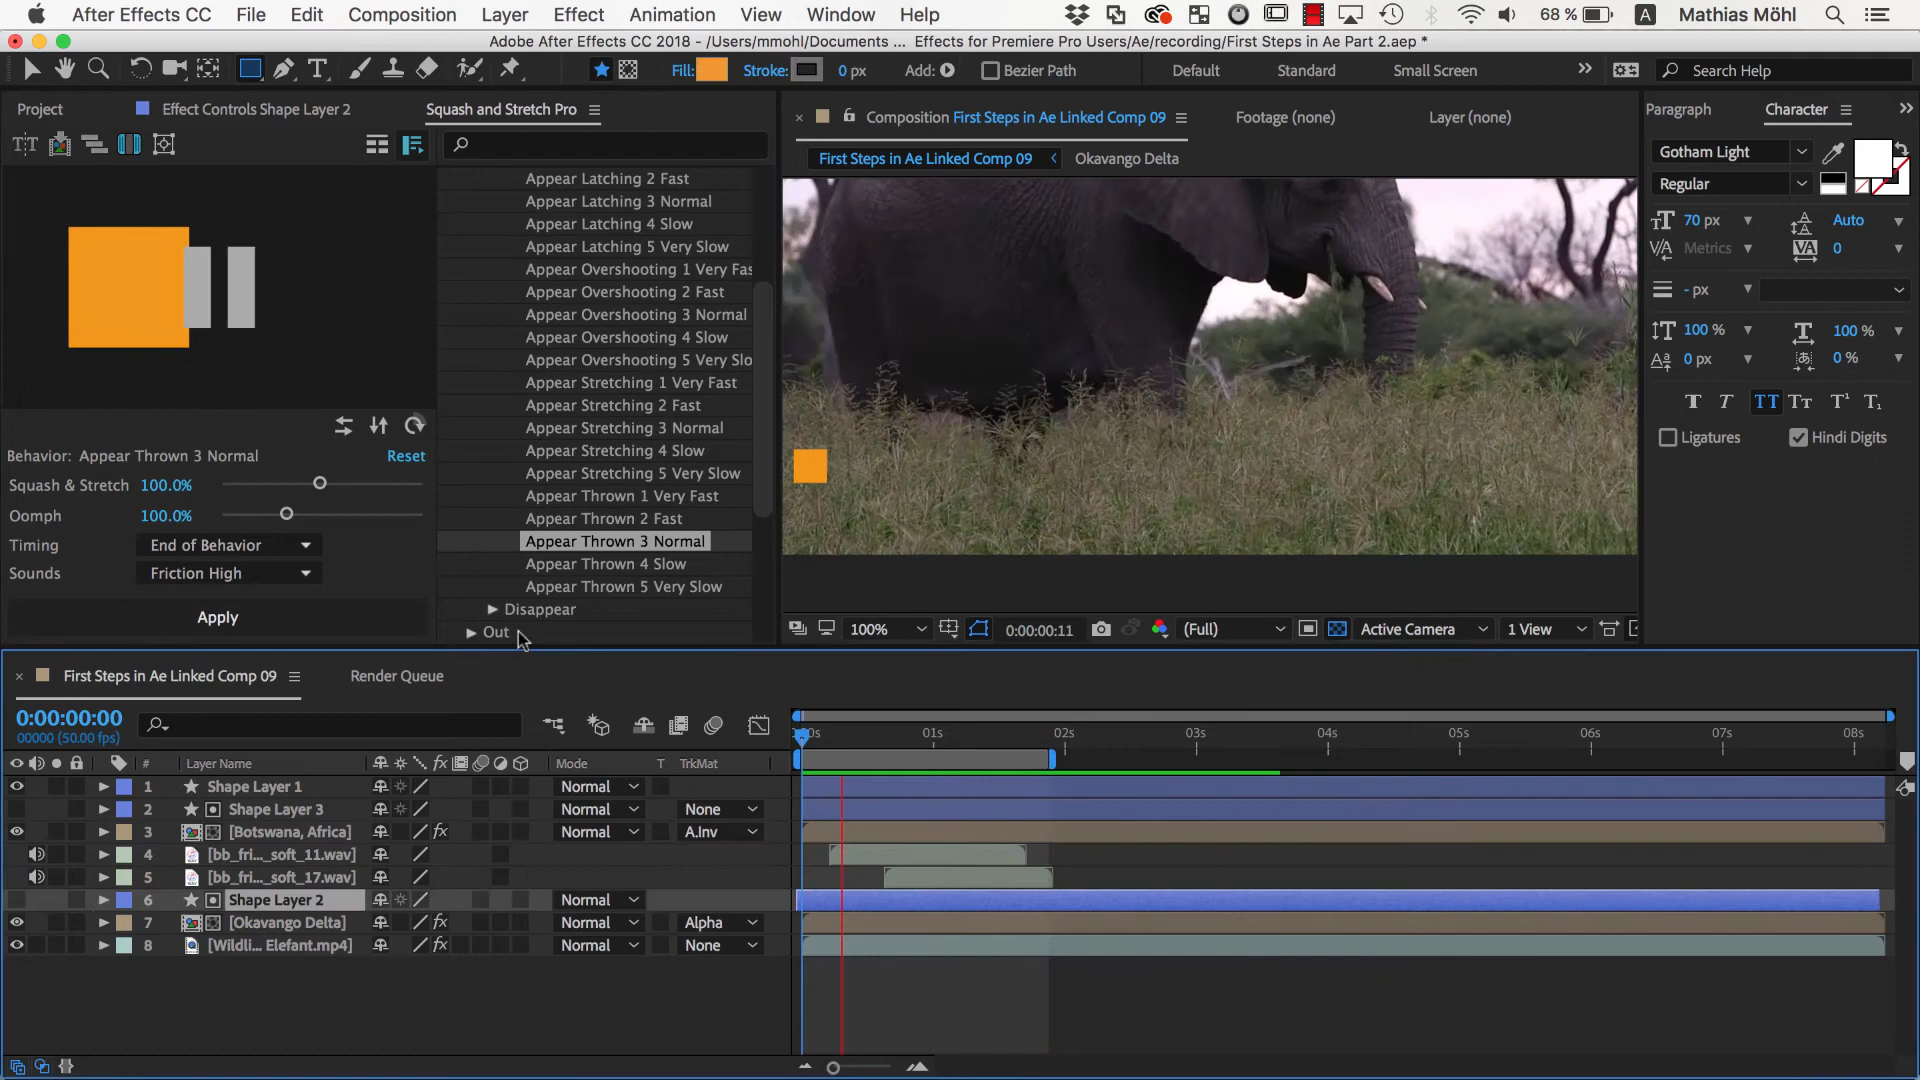 After Effects CC File Edit Composition Layer Effect Animation View Window Help 68 % A Mathias Möhl
Adobe After Effects CC 2018 - /Users/mmohl/Documents ... Effects for Premiere Pro Users/Ae/recording/First Steps in Ae Part 2.aep *
Fill: Stroke: 0 px Add: Bezier Path Default Standard Small Screen Search Help
Project Effect Controls Shape Layer 2 Squash and Stretch Pro
Appear Latching 2 Fast
Appear Latching 3 Normal
Appear Latching 4 Slow
Appear Latching 5 Very Slow
Appear Overshooting 1 Very Fas
Appear Overshooting 2 Fast
Appear Overshooting 3 Normal
Appear Overshooting 4 Slow
Appear Overshooting 5 Very Slo
Appear Stretching 1 Very Fast
Appear Stretching 2 Fast
Appear Stretching 3 Normal
Appear Stretching 4 Slow
Appear Stretching 5 Very Slow
Appear Thrown 1 Very Fast
Appear Thrown 2 Fast
Appear Thrown 3 Normal
Appear Thrown 4 Slow
Appear Thrown 5 Very Slow
Disappear
Out
Behavior: Appear Thrown 3 Normal Reset
Squash & Stretch 100.0%
Oomph 100.0%
Timing End of Behavior
Sounds Friction High
Apply
Composition First Steps in Ae Linked Comp 09 Footage (none) Layer (none)
First Steps in Ae Linked Comp 09 Okavango Delta
100% 0:00:00:11 (Full) Active Camera 1 View
Paragraph Character
Gotham Light
Regular
70 px Auto
Metrics 0
- px
100 % 100 %
0 px 0 %
T T TT Tt T¹ T₁
Ligatures Hindi Digits
First Steps in Ae Linked Comp 09 Render Queue
0:00:00:00
00000 (50.00 fps)
01s 02s 03s 04s 05s 06s 07s 08s
# Layer Name fx Mode T TrkMat
1 Shape Layer 1 Normal
2 Shape Layer 3 Normal None
3 [Botswana, Africa] fx Normal A.Inv
4 [bb_fri..._soft_11.wav]
5 [bb_fri..._soft_17.wav]
6 Shape Layer 2 Normal
7 [Okavango Delta] fx Normal Alpha
8 [Wildli... Elefant.mp4] fx Normal None